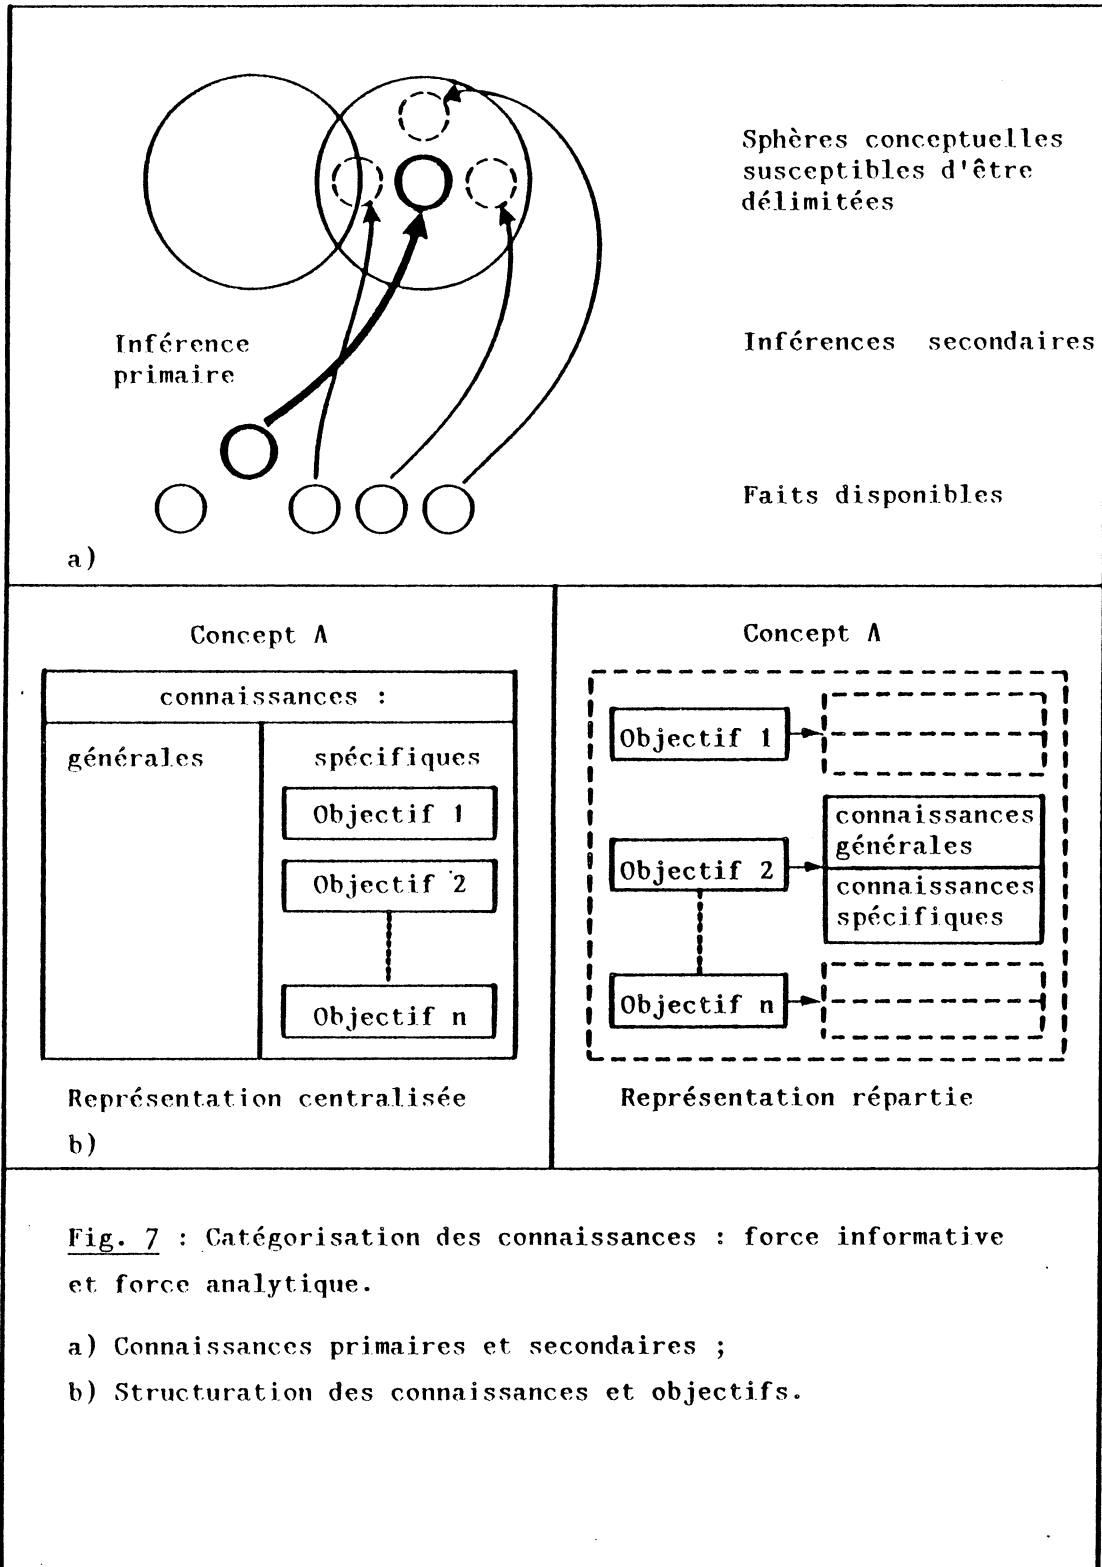 Sphères conceptuelles
susceptibles d'être
délimitées
Inférence
primaire
Inférences secondaires
Faits disponibles
a)
Concept A
connaissances :
générales
spécifiques
Objectif 1
Objectif 2
Objectif n
Représentation centralisée
b)
Concept A
Objectif 1
Objectif 2
connaissances
générales
connaissances
spécifiques
Objectif n
Représentation répartie
Fig. 7 : Catégorisation des connaissances : force informative
et force analytique.
a) Connaissances primaires et secondaires ;
b) Structuration des connaissances et objectifs.